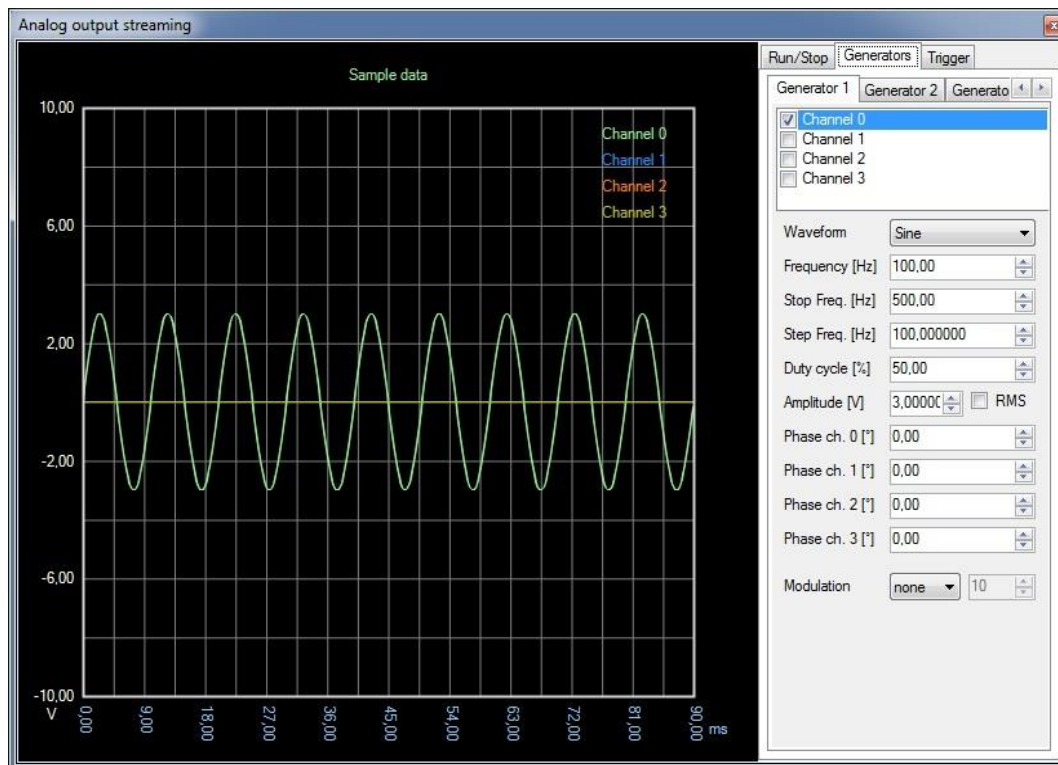 Analog output streaming
Sample data
10,00
6,00
2,00
-2,00
-6,00
-10,00
V
0,00
9,00
18,00
27,00
36,00
45,00
54,00
63,00
72,00
81,00
90,00
ms
Channel 0
Channel 1
Channel 2
Channel 3
Run/Stop Generators Trigger
Generator 1 Generator 2 Generato
Channel 0
Channel 1
Channel 2
Channel 3
Waveform Sine
Frequency [Hz] 100,00
Stop Freq. [Hz] 500,00
Step Freq. [Hz] 100,000000
Duty cycle [%] 50,00
Amplitude [V] 3,0000C RMS
Phase ch. 0 [°] 0,00
Phase ch. 1 [°] 0,00
Phase ch. 2 [°] 0,00
Phase ch. 3 [°] 0,00
Modulation none 10